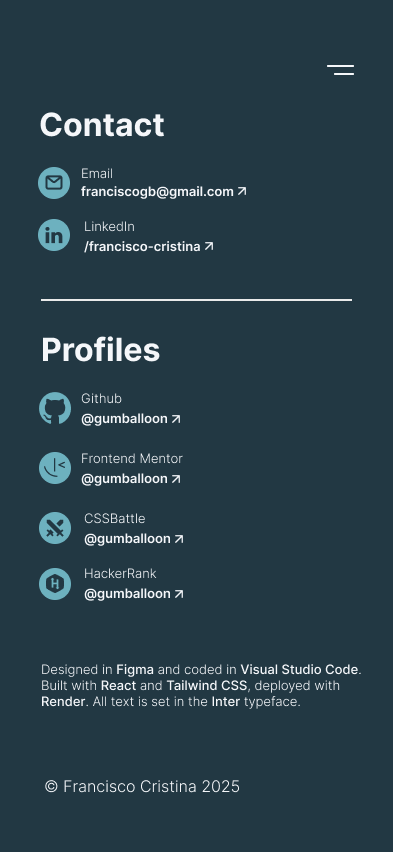 Contact
Email
franciscogb@gmail.com
LinkedIn
/francisco-cristina
Profiles
Github
@gumballoon
Frontend Mentor
@gumballoon
CSSBattle
@gumballoon
HackerRank
@gumballoon
Designed in Figma and coded in Visual Studio Code.
Built with React and Tailwind CSS, deployed with
Render. All text is set in the Inter typeface.
© Francisco Cristina 2025